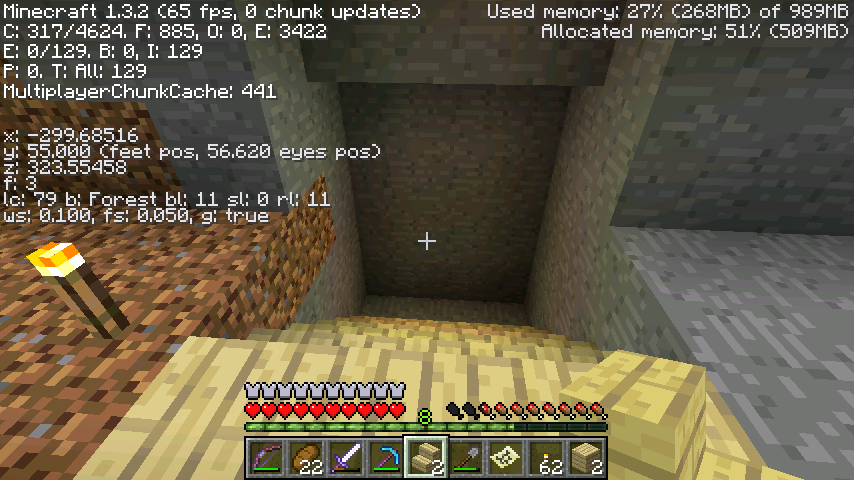 Minecraft 1.3.2 (65 fps, 0 chunk updates)
Used memory: 27% (268MB) of 989MB
C: 317/4624, F: 885, O: 0, E: 3422
Allocated memory: 51% (509MB)
E: 0/129, B: 0, I: 129
P: 0, T: All: 129
MultiplayerChunkCache: 441
x: -299.68516
y: 55.000 (feet pos, 56.620 eyes pos)
z: 323.55458
f: 3
lc: 79 b: Forest bl: 11 sl: 0 rl: 11
ws: 0.100, fs: 0.050, g: true
8
22
2
62
2